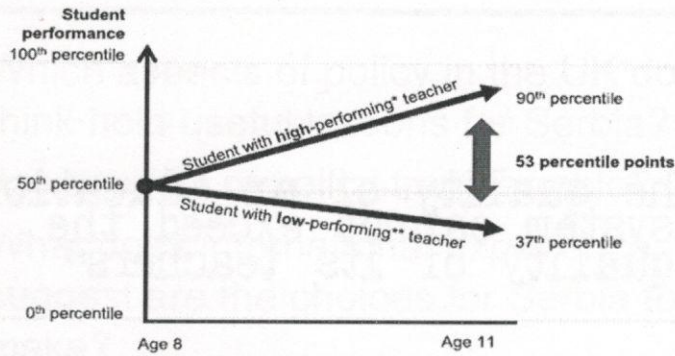 Student
performance
100th percentile
Student with high-performing* teacher
90th percentile
53 percentile points
50th percentile
Student with low-performing** teacher
37th percentile
0th percentile
Age 8
Age 11